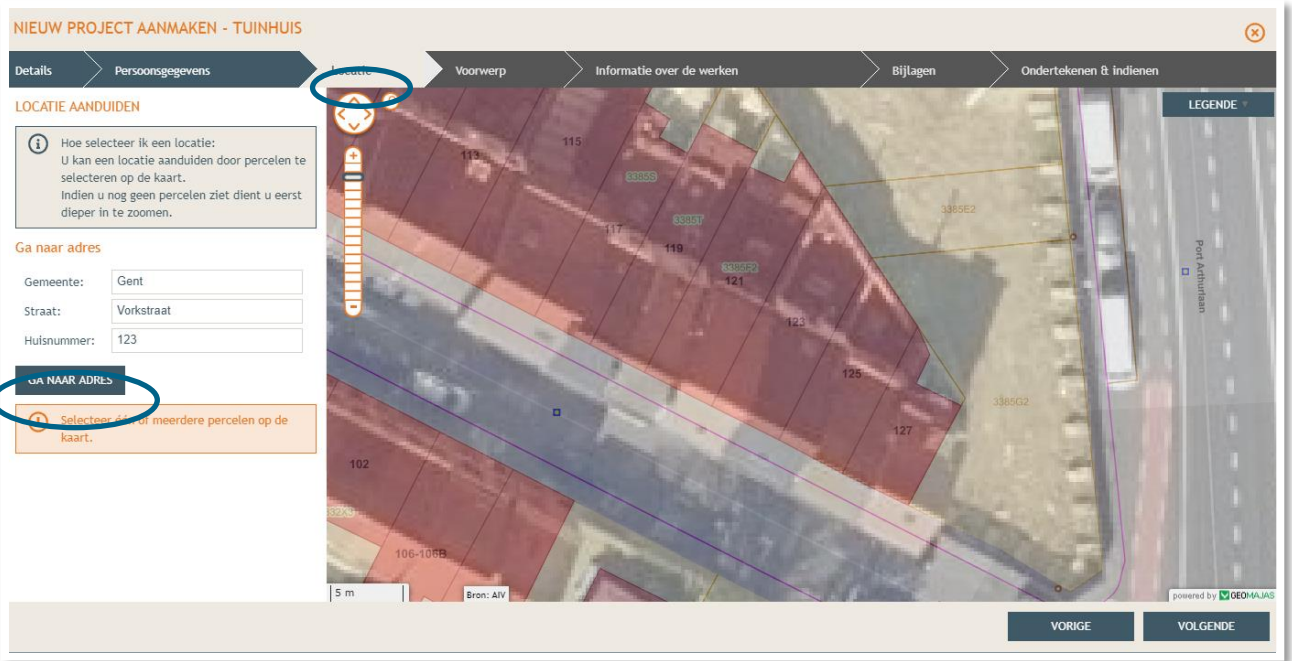 NIEUW PROJECT AANMAKEN - TUINHUIS
Details
Persoonsgegevens
Locatie
Voorwerp
Informatie over de werken
Bijlagen
Ondertekenen & indienen
LOCATIE AANDUIDEN
Hoe selecteer ik een locatie:
U kan een locatie aanduiden door percelen te
selecteren op de kaart.
Indien u nog geen percelen ziet dient u eerst
dieper in te zoomen.
Ga naar adres
Gemeente: Gent
Straat: Vorkstraat
Huisnummer: 123
GA NAAR ADRES
Selecteer één of meerdere percelen op de
kaart.
LEGENDE
113
115
3385S
117
3385T
119
3385F2
121
123
125
127
3385E2
3385G2
Port Arthurlaan
102
332X3
106-106B
5 m
Bron: AIV
powered by GEOMAJAS
VORIGE
VOLGENDE